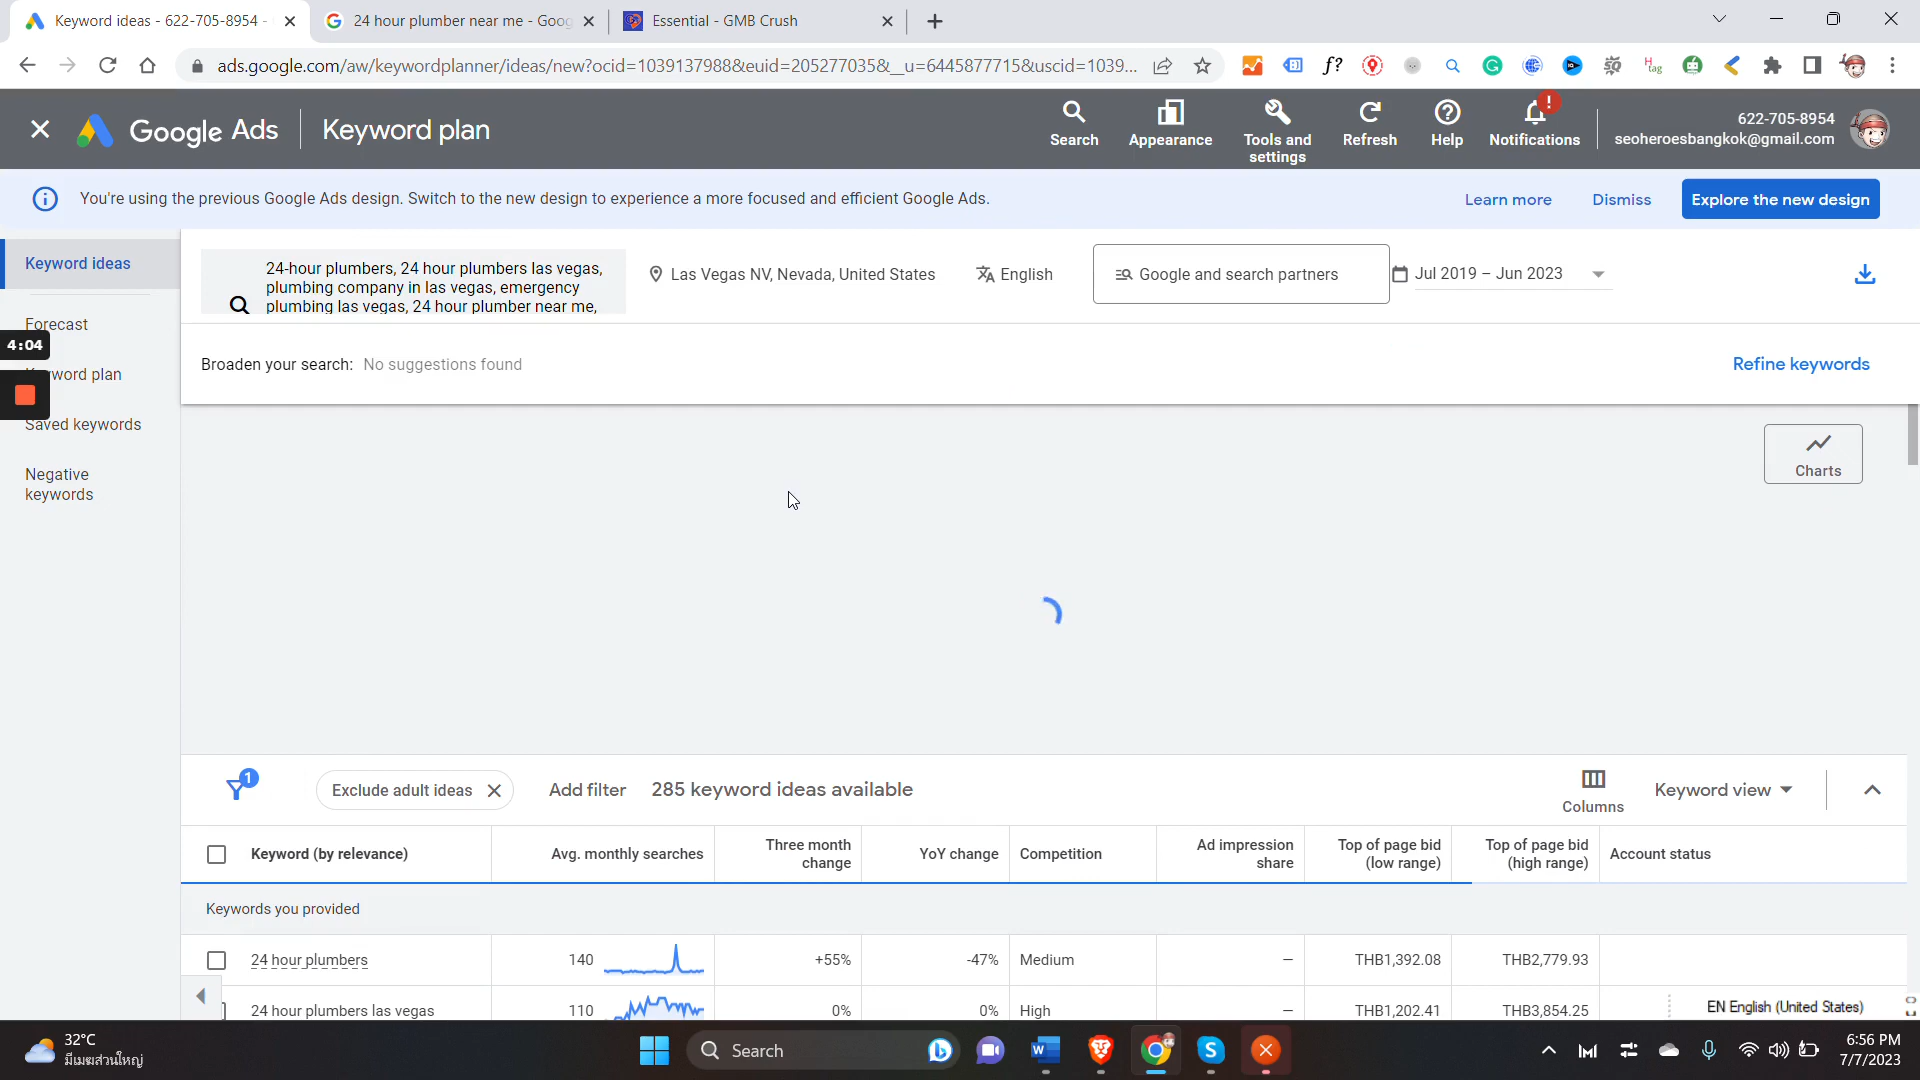 Keyword ideas - 622-705-8954 -
24 hour plumber near me - Goog
Essential - GMB Crush
ads.google.com/aw/keywordplanner/ideas/new?ocid=1039137988&euid=205277035&__u=6445877715&uscid=1039...
Google Ads
Keyword plan
Search
Appearance
Tools and
settings
Refresh
Help
Notifications
622-705-8954
seoheroesbangkok@gmail.com
You're using the previous Google Ads design. Switch to the new design to experience a more focused and efficient Google Ads.
Learn more
Dismiss
Explore the new design
Keyword ideas
Forecast
4:04
yword plan
Saved keywords
Negative
keywords
24-hour plumbers, 24 hour plumbers las vegas,
plumbing company in las vegas, emergency
plumbing las vegas, 24 hour plumber near me,
Las Vegas NV, Nevada, United States
English
Google and search partners
Jul 2019 – Jun 2023
Broaden your search: No suggestions found
Refine keywords
Charts
1
Exclude adult ideas
Add filter
285 keyword ideas available
Columns
Keyword view
Keyword (by relevance)
Avg. monthly searches
Three month
change
YoY change
Competition
Ad impression
share
Top of page bid
(low range)
Top of page bid
(high range)
Account status
Keywords you provided
24 hour plumbers 140 +55% -47% Medium – THB1,392.08 THB2,779.93
24 hour plumbers las vegas 110 0% 0% High – THB1,202.41 THB3,854.25
EN English (United States)
32°C
มีเมฆส่วนใหญ่
Search
6:56 PM
7/7/2023